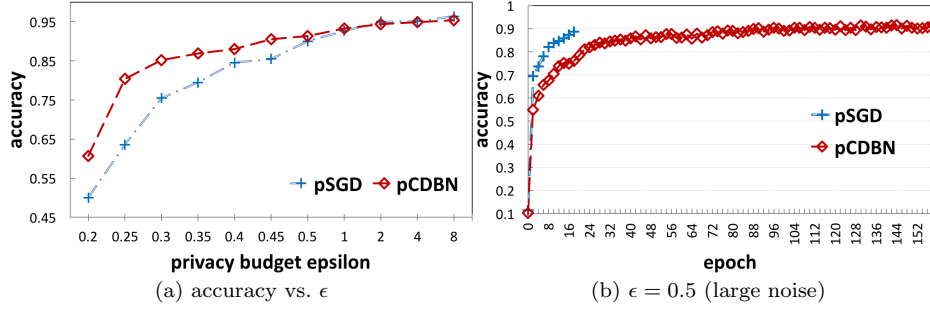 0.95
0.85
0.75
0.65
0.55
0.45
accuracy
pSGD pCDBN
0.2 0.25 0.3 0.35 0.4 0.45 0.5 1 2 4 8
privacy budget epsilon
(a) accuracy vs. ϵ
1
0.9
0.8
0.7
0.6
0.5
0.4
0.3
0.2
0.1
accuracy
pSGD
pCDBN
0 8 16 24 32 40 48 56 64 72 80 88 96 104 112 120 128 136 144 152
epoch
(b) ϵ = 0.5 (large noise)